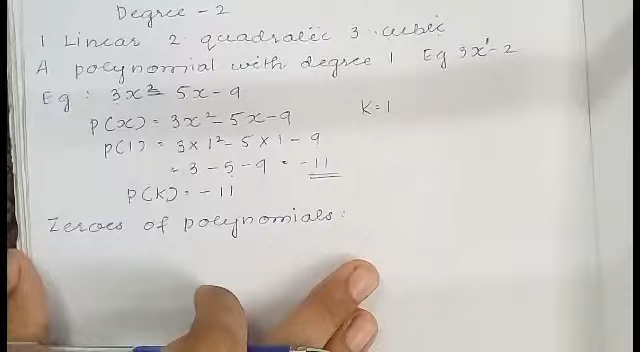 Degree - 2
1 Linear 2. quadratic 3. cubic
A polynomial with degree 1 Eg 3x¹-2
Eg: 3x² - 5x - 9
P(x) = 3x² - 5x - 9 K=1
P(1) = 3 × 1² - 5 × 1 - 9
= 3 - 5 - 9 = -11
P(K) = -11
Zeroes of polynomials: